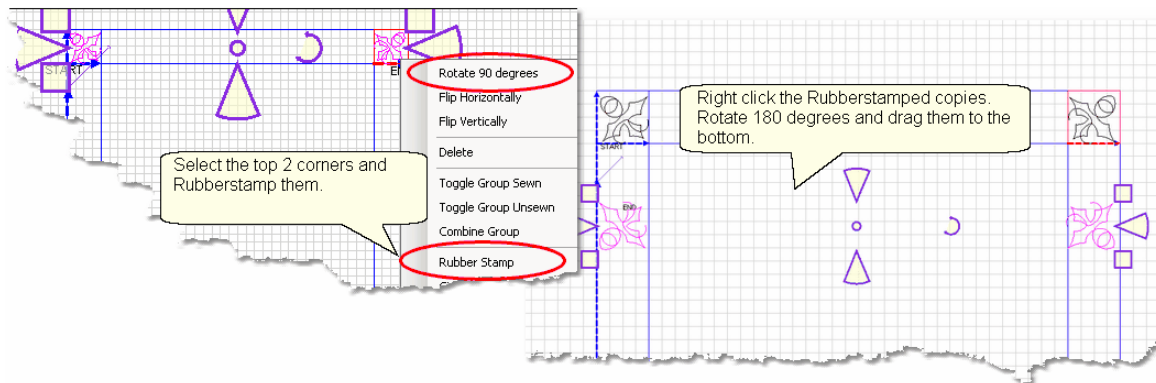 START
END
Rotate 90 degrees
Flip Horizontally
Flip Vertically
Delete
Toggle Group Sewn
Toggle Group Unsewn
Combine Group
Rubber Stamp
Select the top 2 corners and
Rubberstamp them.
Right click the Rubberstamped copies.
Rotate 180 degrees and drag them to the
bottom.
START
END